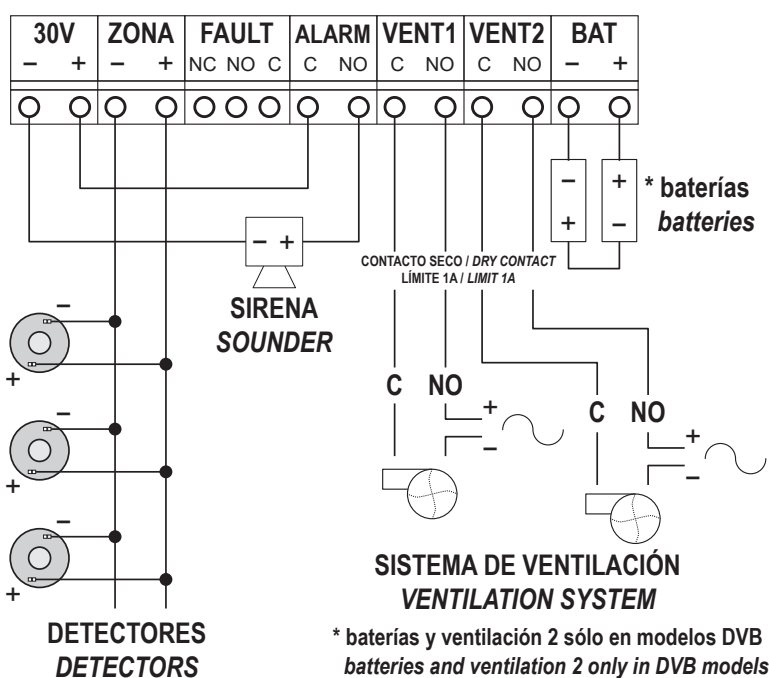 30V ZONA FAULT ALARM VENT1 VENT2 BAT
– + – + NC NO C C NO C NO C NO – +
– +
* baterías
+ –
batteries
– +
CONTACTO SECO / DRY CONTACT
LÍMITE 1A / LIMIT 1A
SIRENA
SOUNDER
–
+
C NO
+
–
C NO
–
+
+
–
–
+
SISTEMA DE VENTILACIÓN
VENTILATION SYSTEM
DETECTORES
DETECTORS
* baterías y ventilación 2 sólo en modelos DVB
batteries and ventilation 2 only in DVB models